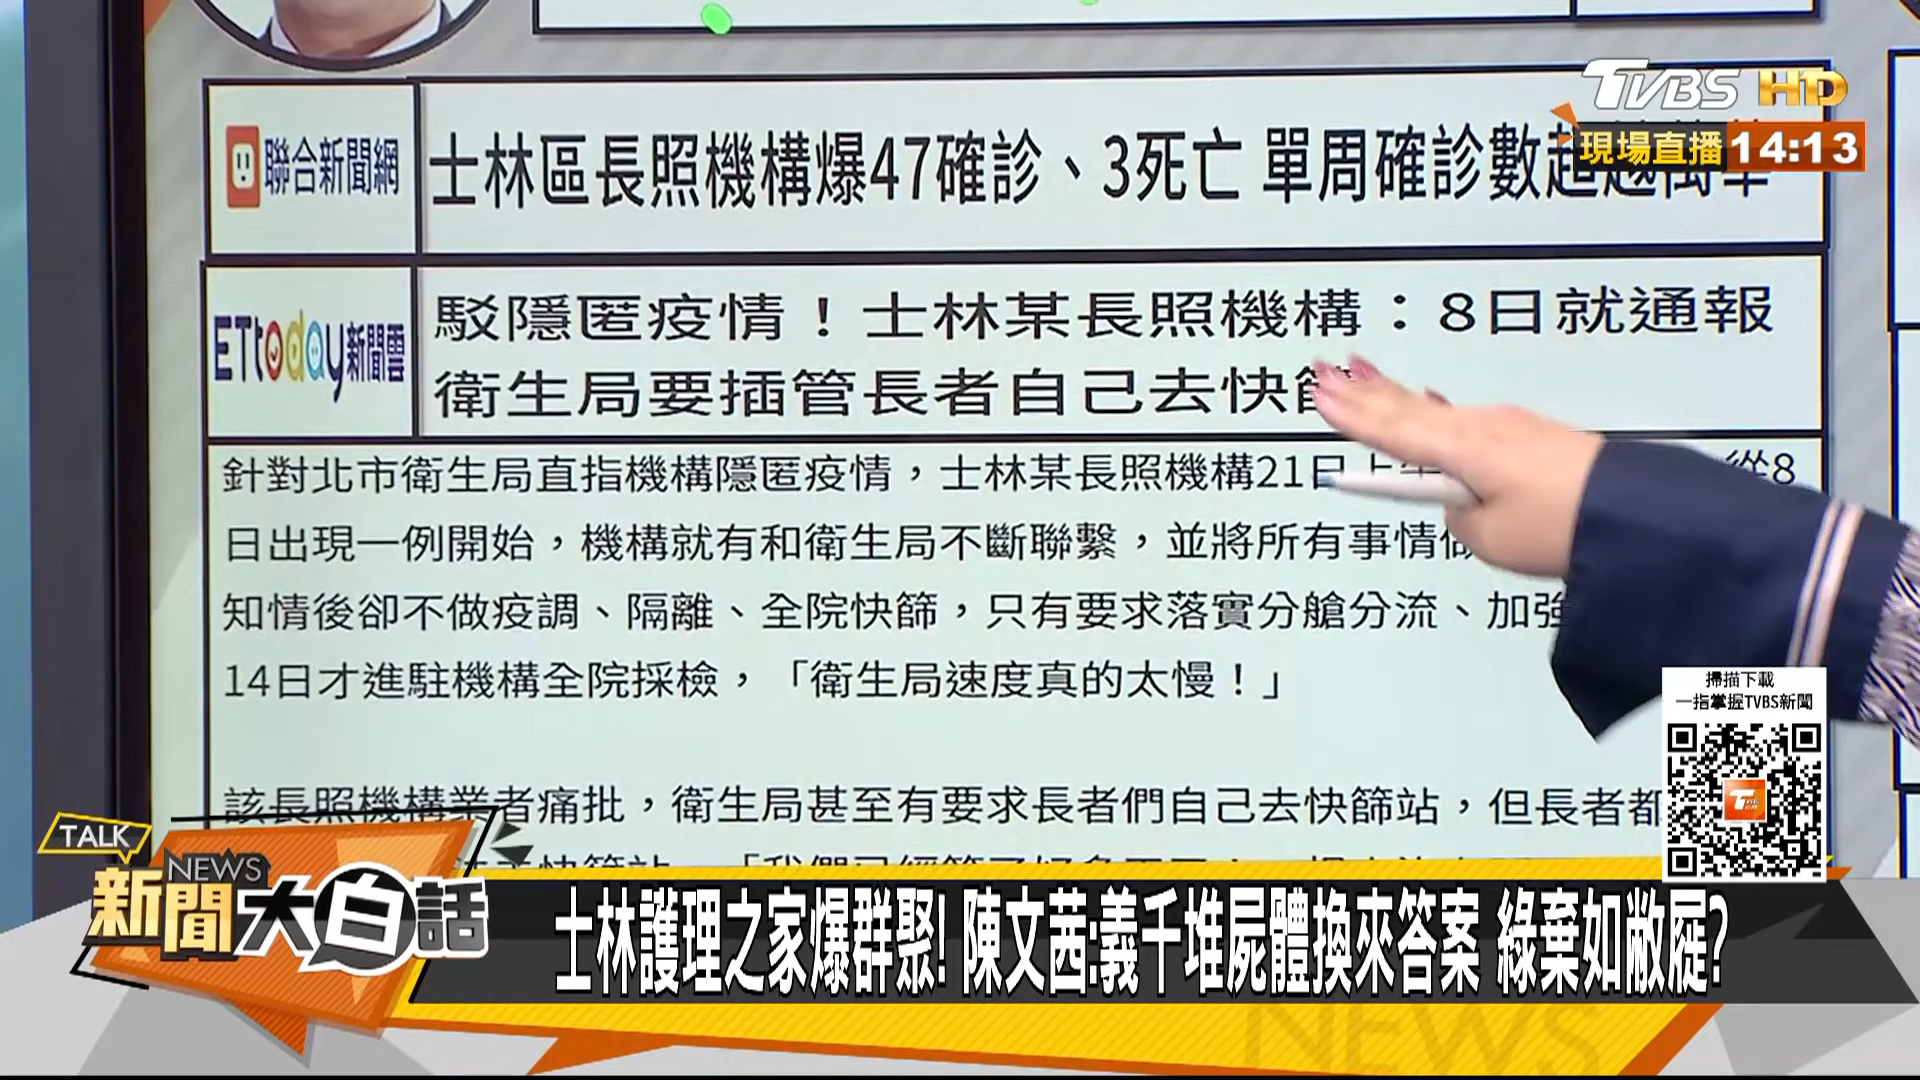 TVBS HD
現場直播 14:13
聯合新聞網
士林區長照機構爆47確診、3死亡 單周確診數超
ETtoday新聞雲
駁隱匿疫情！士林某長照機構：8日就通報
衛生局要插管長者自己去快篩
針對北市衛生局直指機構隱匿疫情，士林某長照機構21日上午 從8
日出現一例開始，機構就有和衛生局不斷聯繫，並將所有事情
知情後卻不做疫調、隔離、全院快篩，只有要求落實分艙分流、加強
14日才進駐機構全院採檢，「衛生局速度真的太慢！」
該長照機構業者痛批，衛生局甚至有要求長者們自己去快篩站，但長者都
掃描下載
一指掌握TVBS新聞
TALK
NEWS
新聞大白話
士林護理之家爆群聚! 陳文茜:義千堆屍體換來答案 綠棄如敝屣?
NEWS